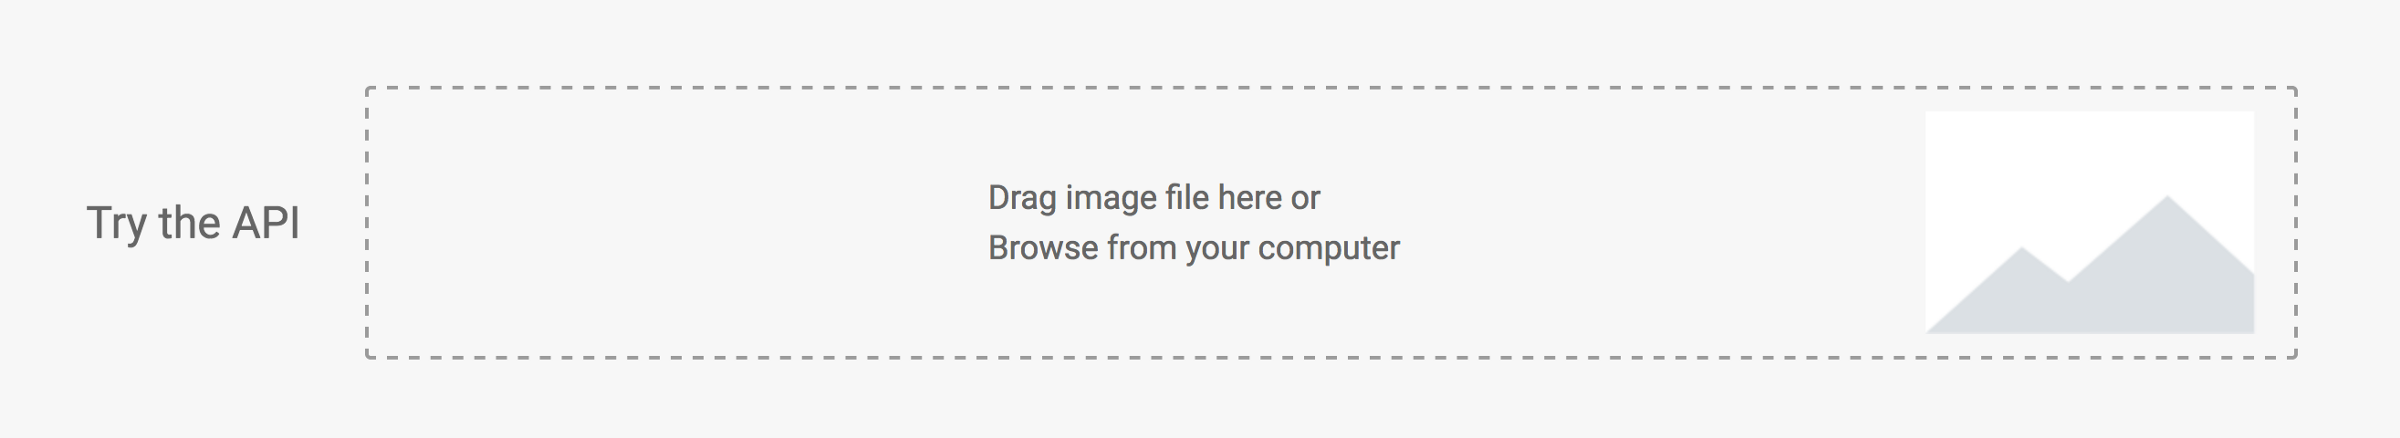 Try the API
Drag image file here or
Browse from your computer